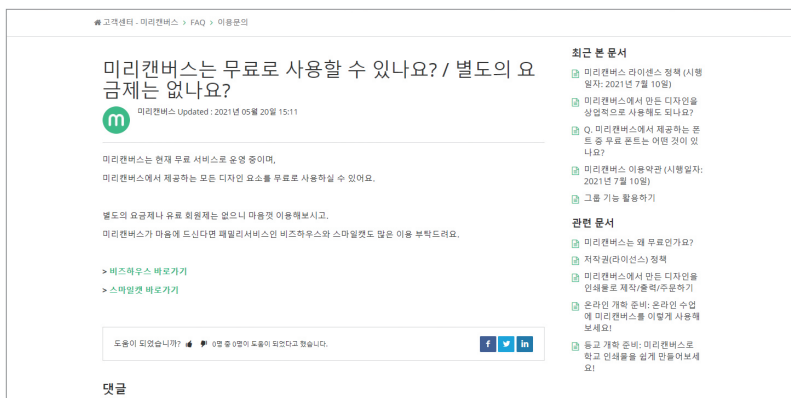 고객센터 - 미리캔버스 > FAQ > 이용문의
미리캔버스는 무료로 사용할 수 있나요? / 별도의 요
금제는 없나요?
m
미리캔버스 Updated : 2021년 05월 20일 15:11
미리캔버스는 현재 무료 서비스로 운영 중이며,
미리캔버스에서 제공하는 모든 디자인 요소를 무료로 사용하실 수 있어요.
별도의 요금제나 유료 회원제는 없으니 마음껏 이용해보시고,
미리캔버스가 마음에 드신다면 패밀리서비스인 비즈하우스와 스마일캣도 많은 이용 부탁드려요.
> 비즈하우스 바로가기
> 스마일캣 바로가기
도움이 되었습니까? 0명 중 0명이 도움이 되었다고 했습니다.
f in
댓글
최근 본 문서
미리캔버스 라이센스 정책 (시행
일자: 2021년 7월 10일)
미리캔버스에서 만든 디자인을
상업적으로 사용해도 되나요?
Q. 미리캔버스에서 제공하는 폰
트 중 무료 폰트는 어떤 것이 있
나요?
미리캔버스 이용약관 (시행일자:
2021년 7월 10일)
그룹 기능 활용하기
관련 문서
미리캔버스는 왜 무료인가요?
저작권(라이선스) 정책
미리캔버스에서 만든 디자인을
인쇄물로 제작/출력/주문하기
온라인 개학 준비: 온라인 수업
에 미리캔버스를 이렇게 사용해
보세요!
등교 개학 준비: 미리캔버스로
학교 인쇄물을 쉽게 만들어보세
요!